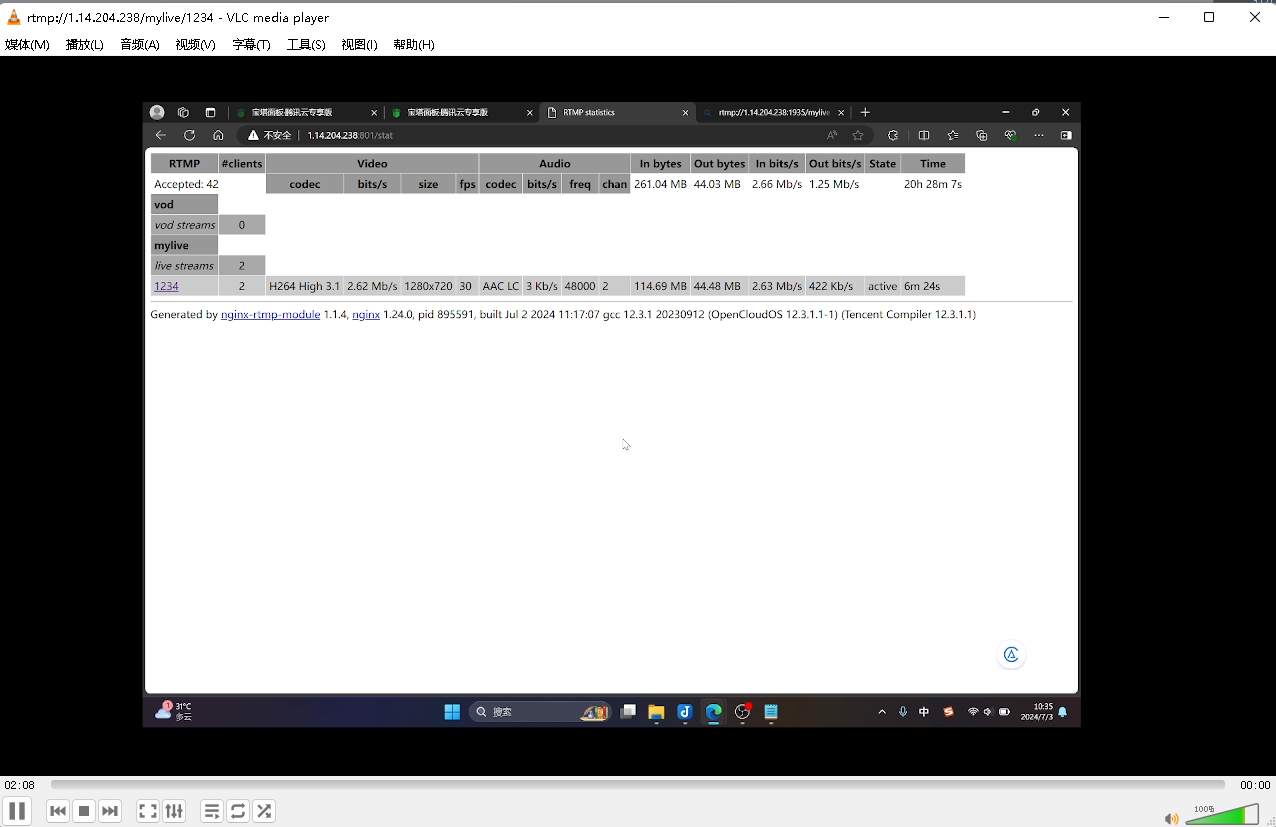 rtmp://1.14.204.238/mylive/1234 - VLC media player
媒体(M) 播放(L) 音频(A) 视频(V) 字幕(T) 工具(S) 视图(I) 帮助(H)
宝塔面板-腾讯云专享版 宝塔面板-腾讯云专享版 RTMP statistics rtmp://1.14.204.238:1935/mylive
不安全 1.14.204.238:801/stat
RTMP #clients Video Audio In bytes Out bytes In bits/s Out bits/s State Time
Accepted: 42 codec bits/s size fps codec bits/s freq chan 261.04 MB 44.03 MB 2.66 Mb/s 1.25 Mb/s 20h 28m 7s
vod
vod streams 0
mylive
live streams 2
1234 2 H264 High 3.1 2.62 Mb/s 1280x720 30 AAC LC 3 Kb/s 48000 2 114.69 MB 44.48 MB 2.63 Mb/s 422 Kb/s active 6m 24s
Generated by nginx-rtmp-module 1.1.4, nginx 1.24.0, pid 895591, built Jul 2 2024 11:17:07 gcc 12.3.1 20230912 (OpenCloudOS 12.3.1.1-1) (Tencent Compiler 12.3.1.1)
1 31°C
多云
搜索
中
10:35
2024/7/3
02:08 00:00
100%